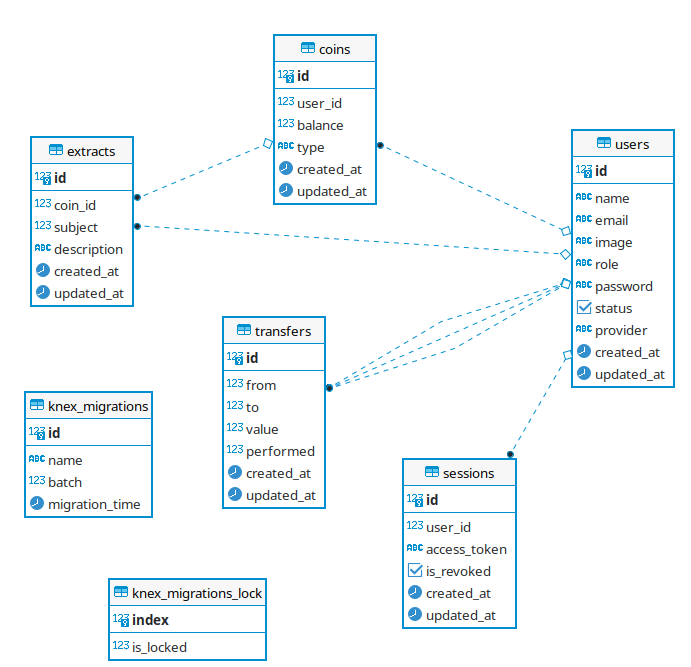 coins
123 id
123 user_id
123 balance
ABC type
created_at
updated_at
extracts
123 id
123 coin_id
123 subject
ABC description
created_at
updated_at
users
123 id
ABC name
ABC email
ABC image
ABC role
ABC password
status
ABC provider
created_at
updated_at
transfers
123 id
123 from
123 to
123 value
123 performed
created_at
updated_at
knex_migrations
123 id
ABC name
123 batch
migration_time
sessions
123 id
123 user_id
ABC access_token
is_revoked
created_at
updated_at
knex_migrations_lock
123 index
123 is_locked